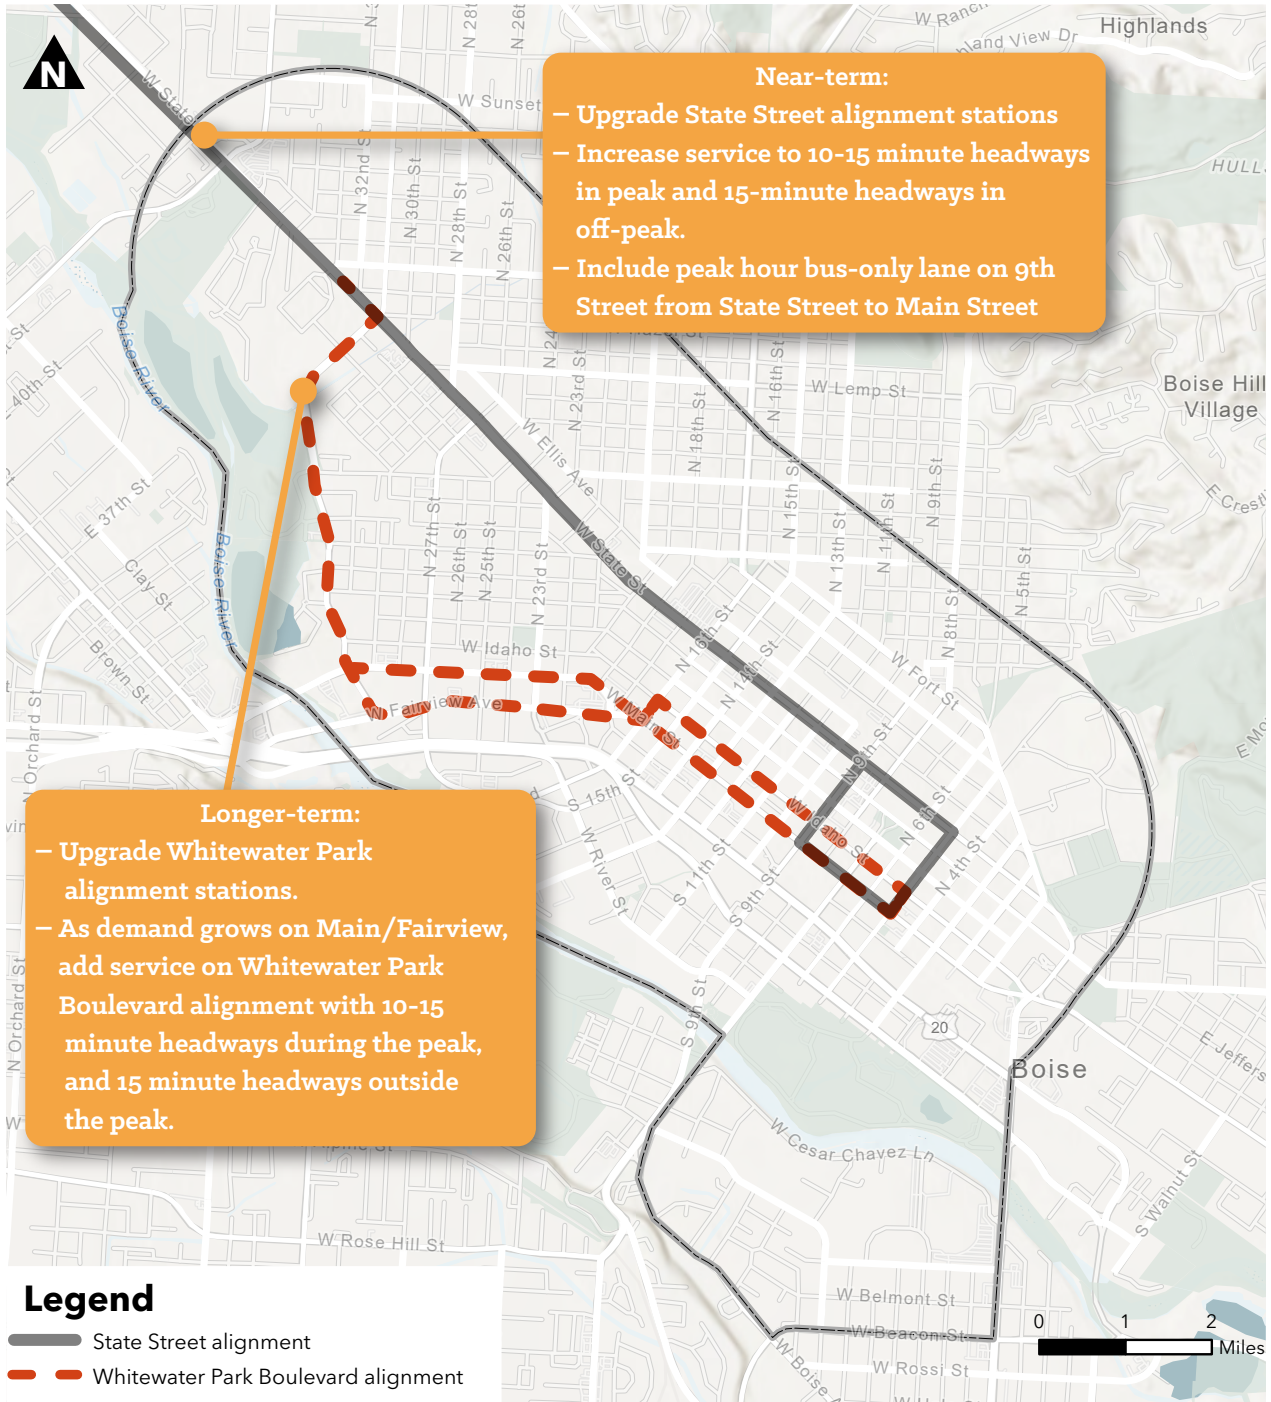 N
Highlands
W Sunset
W State
N 32nd St
N 30th St
N 28th St
N 26th St
Near-term:
– Upgrade State Street alignment stations
– Increase service to 10-15 minute headways
in peak and 15-minute headways in
off-peak.
– Include peak hour bus-only lane on 9th
Street from State Street to Main Street
Boise River
E 37th St
Clay St
Brown St
N Orchard St
Boise River
N 23rd St
N 18th St
N 16th St
W Lemp St
Boise Hill
Village
W Ellis Ave
N 15th St
N 13th St
N 11th St
N 9th St
N 5th St
N 8th St
N 27th St
N 26th St
N 25th St
N 23rd St
W State St
W Idaho St
W Fairview Ave
W Main St
N 16th St
N 14th St
W Fort St
N 9th St
N 6th St
N 4th St
W Idaho St
S 15th St
W River St
S 11th St
S 9th St
S 9th St
Longer-term:
– Upgrade Whitewater Park
alignment stations.
– As demand grows on Main/Fairview,
add service on Whitewater Park
Boulevard alignment with 10-15
minute headways during the peak,
and 15 minute headways outside
the peak.
N Orchard St
20
Boise
W Cesar Chavez Ln
S Walnut St
W Rose Hill St
W Belmont St
W Beacon St
W Rossi St
Legend
State Street alignment
Whitewater Park Boulevard alignment
0 1 2
Miles